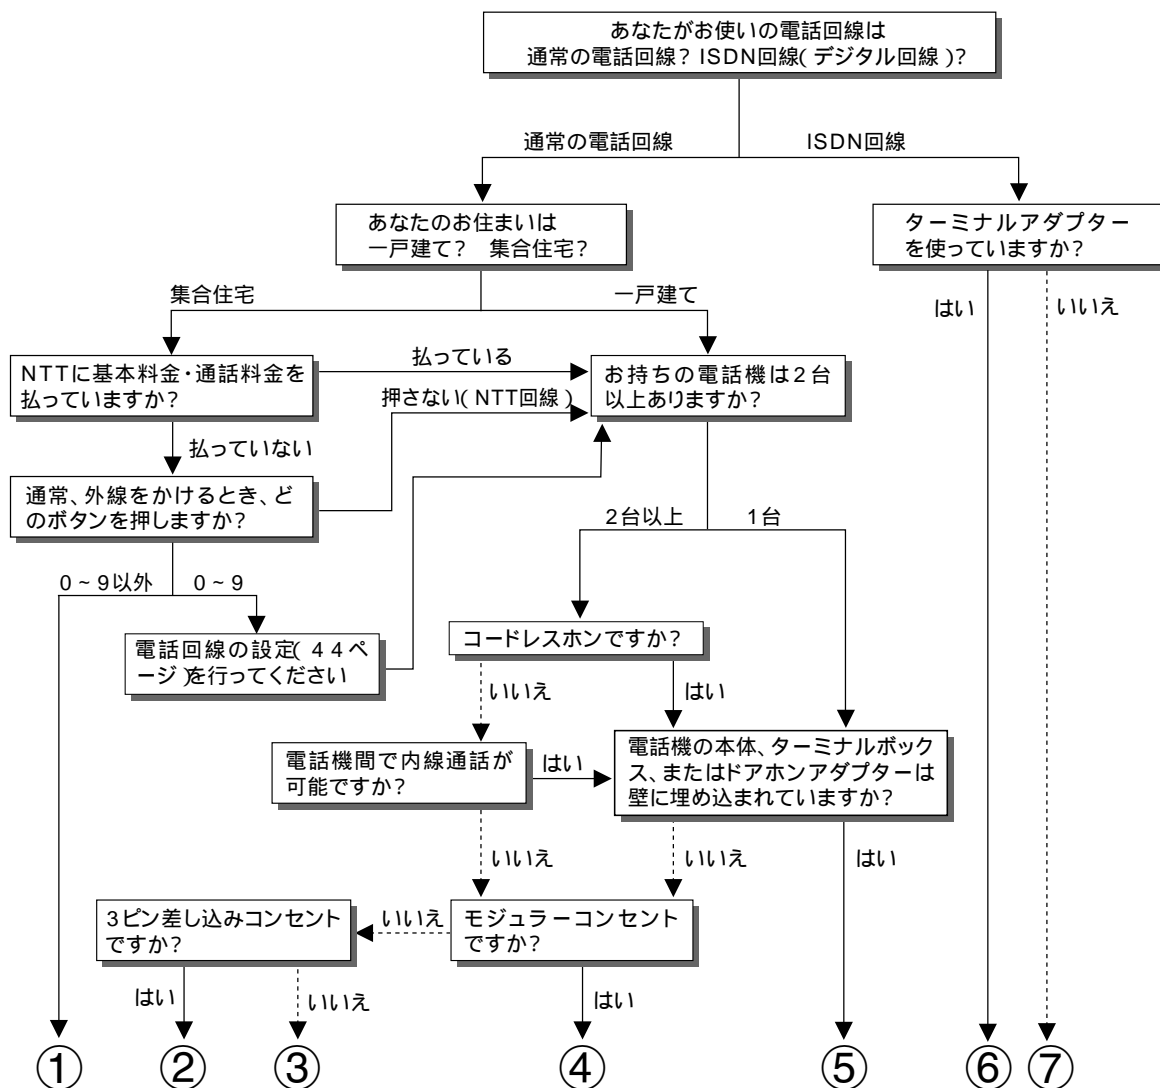 あなたがお使いの電話回線は
通常の電話回線? ISDN回線(デジタル回線)?
通常の電話回線
ISDN回線
あなたのお住まいは
一戸建て? 集合住宅?
ターミナルアダプター
を使っていますか?
集合住宅
一戸建て
はい
いいえ
NTTに基本料金・通話料金を
払っていますか?
払っている
お持ちの電話機は2台
以上ありますか?
押さない(NTT回線)
払っていない
通常、外線をかけるとき、ど
のボタンを押しますか?
2台以上
1台
0~9以外
0~9
電話回線の設定(44ペ
ージ)を行ってください
コードレスホンですか?
いいえ
はい
電話機間で内線通話が
可能ですか?
はい
電話機の本体、ターミナルボック
ス、またはドアホンアダプターは
壁に埋め込まれていますか?
いいえ
いいえ
はい
3ピン差し込みコンセント
ですか?
いいえ
モジュラーコンセント
ですか?
はい
いいえ
はい
① ② ③ ④ ⑤ ⑥ ⑦